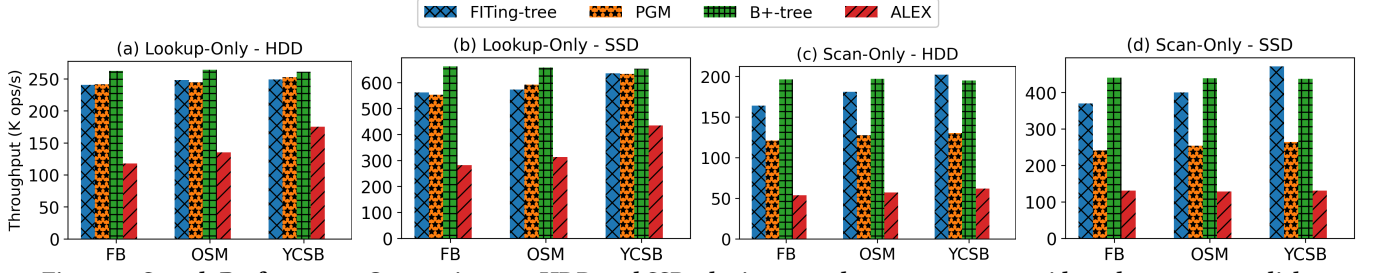 FITing-tree PGM B+-tree ALEX
(a) Lookup-Only - HDD
Throughput (K ops/s)
250
200
150
100
50
0
FB OSM YCSB
(b) Lookup-Only - SSD
600
500
400
300
200
100
0
FB OSM YCSB
(c) Scan-Only - HDD
200
150
100
50
0
FB OSM YCSB
(d) Scan-Only - SSD
400
300
200
100
0
FB OSM YCSB